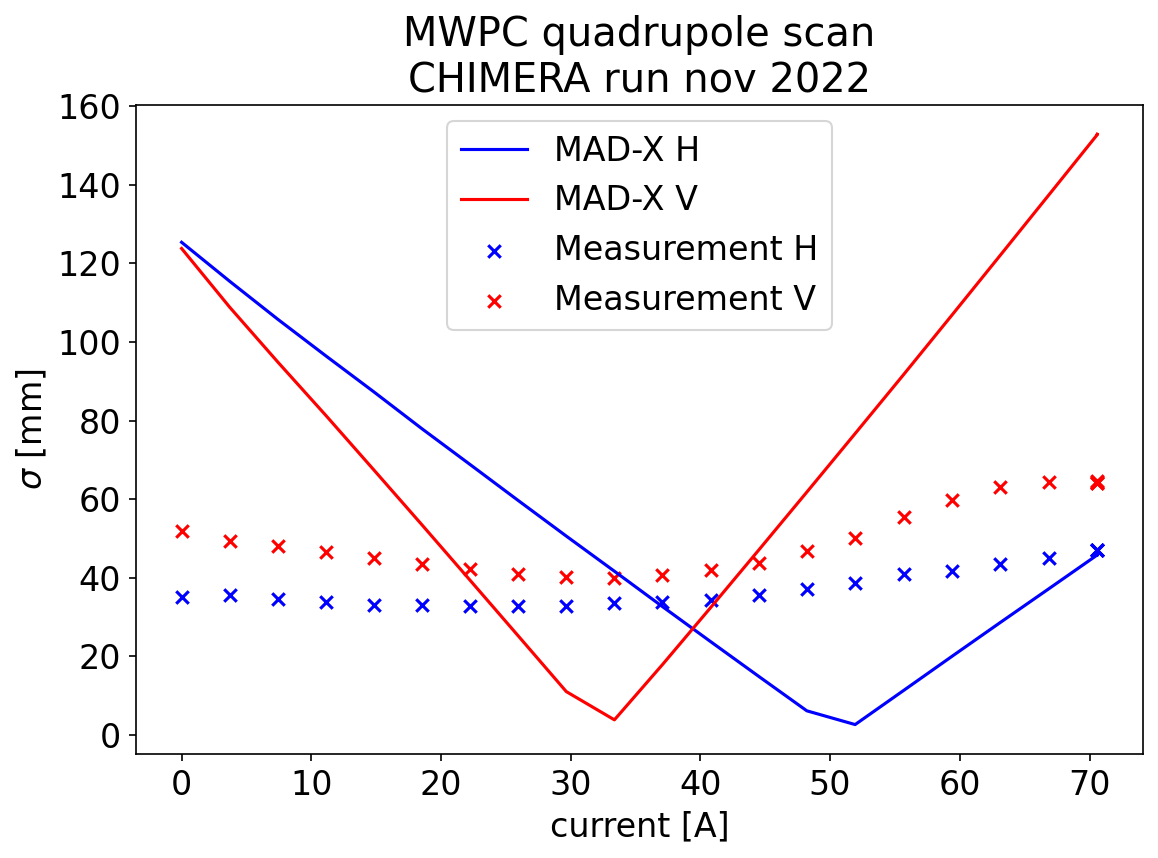 MWPC quadrupole scan
CHIMERA run nov 2022
160
140
120
100
80
60
40
20
0
σ [mm]
MAD-X H
MAD-X V
Measurement H
Measurement V
0 10 20 30 40 50 60 70
current [A]